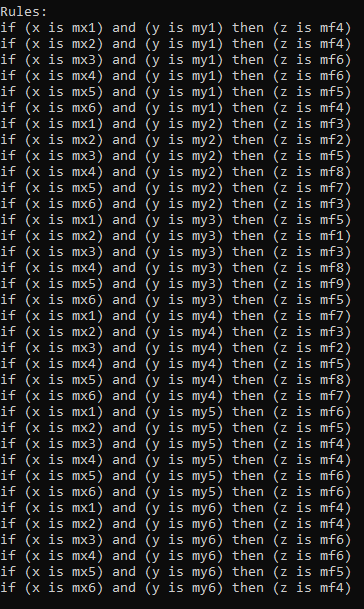 Rules:
if (x is mx1) and (y is my1) then (z is mf4)
if (x is mx2) and (y is my1) then (z is mf4)
if (x is mx3) and (y is my1) then (z is mf6)
if (x is mx4) and (y is my1) then (z is mf6)
if (x is mx5) and (y is my1) then (z is mf5)
if (x is mx6) and (y is my1) then (z is mf4)
if (x is mx1) and (y is my2) then (z is mf3)
if (x is mx2) and (y is my2) then (z is mf2)
if (x is mx3) and (y is my2) then (z is mf5)
if (x is mx4) and (y is my2) then (z is mf8)
if (x is mx5) and (y is my2) then (z is mf7)
if (x is mx6) and (y is my2) then (z is mf3)
if (x is mx1) and (y is my3) then (z is mf5)
if (x is mx2) and (y is my3) then (z is mf1)
if (x is mx3) and (y is my3) then (z is mf3)
if (x is mx4) and (y is my3) then (z is mf8)
if (x is mx5) and (y is my3) then (z is mf9)
if (x is mx6) and (y is my3) then (z is mf5)
if (x is mx1) and (y is my4) then (z is mf7)
if (x is mx2) and (y is my4) then (z is mf3)
if (x is mx3) and (y is my4) then (z is mf2)
if (x is mx4) and (y is my4) then (z is mf5)
if (x is mx5) and (y is my4) then (z is mf8)
if (x is mx6) and (y is my4) then (z is mf7)
if (x is mx1) and (y is my5) then (z is mf6)
if (x is mx2) and (y is my5) then (z is mf5)
if (x is mx3) and (y is my5) then (z is mf4)
if (x is mx4) and (y is my5) then (z is mf4)
if (x is mx5) and (y is my5) then (z is mf6)
if (x is mx6) and (y is my5) then (z is mf6)
if (x is mx1) and (y is my6) then (z is mf4)
if (x is mx2) and (y is my6) then (z is mf4)
if (x is mx3) and (y is my6) then (z is mf6)
if (x is mx4) and (y is my6) then (z is mf6)
if (x is mx5) and (y is my6) then (z is mf5)
if (x is mx6) and (y is my6) then (z is mf4)